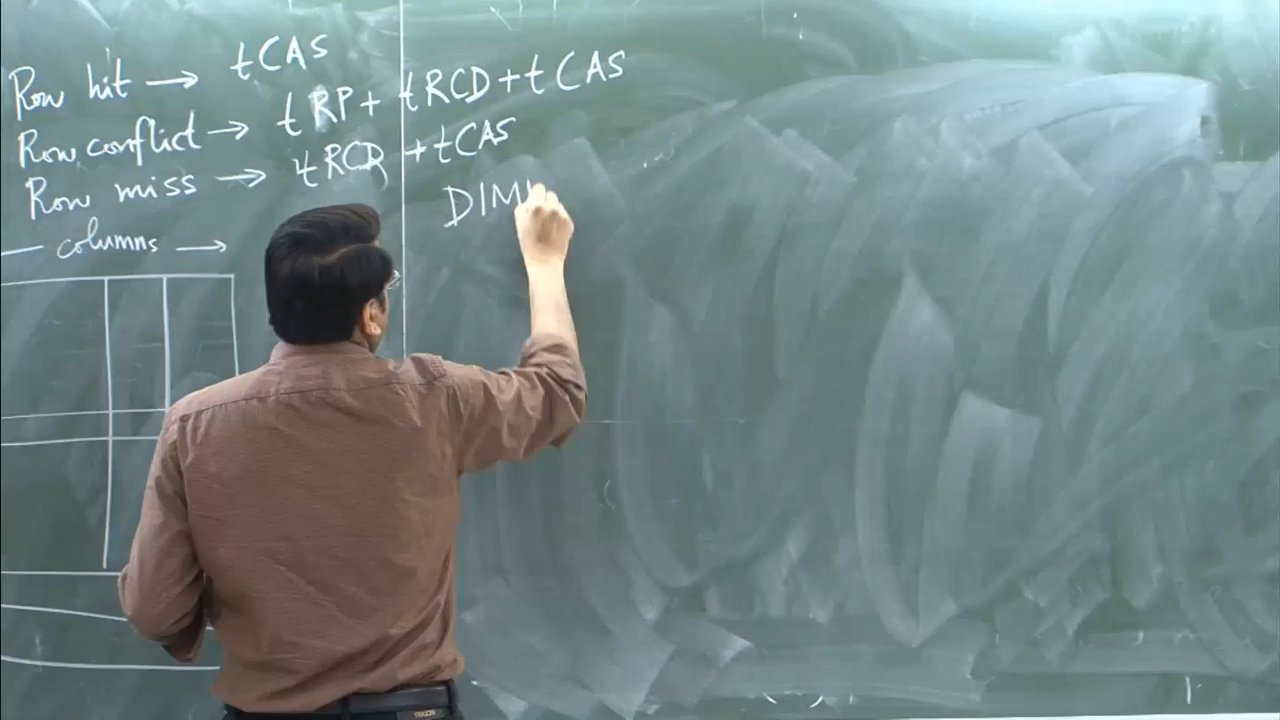 Row hit → tCAS
Row conflict → tRP + tRCD + tCAS
Row miss → tRCD + tCAS
columns →
DIM